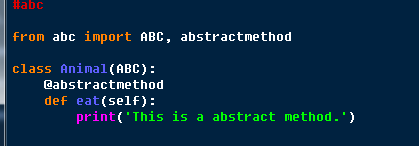 #abc
from abc import ABC, abstractmethod
class Animal(ABC):
    @abstractmethod
    def eat(self):
        print('This is a abstract method.')